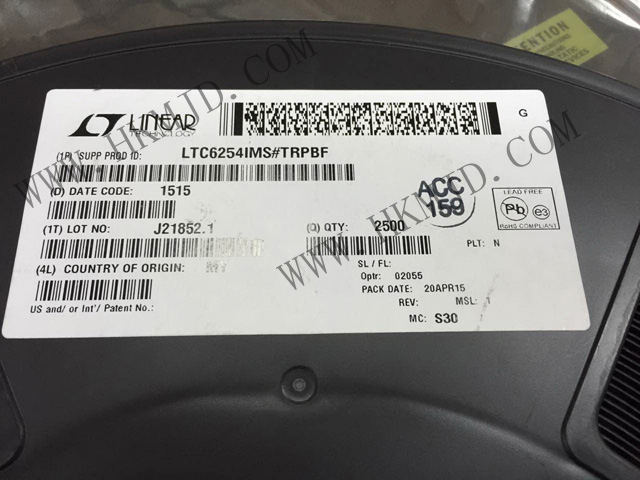 LINEAR
TECHNOLOGY
G
(1P) SUPP PROD ID: LTC6254IMS#TRPBF
(D) DATE CODE: 1515
ACC
159
LEAD FREE
Pb e3
RoHS COMPLIANT
(1T) LOT NO: J21852.1
(Q) QTY: 2500
PLT: N
(4L) COUNTRY OF ORIGIN: MY
SL / FL:
Optr: 02055
PACK DATE: 20APR15
REV: MSL: 1
US and/ or Int'/ Patent No.:
MC: S30
WWW.HKMJD.COM
WWW.HKMJD.COM